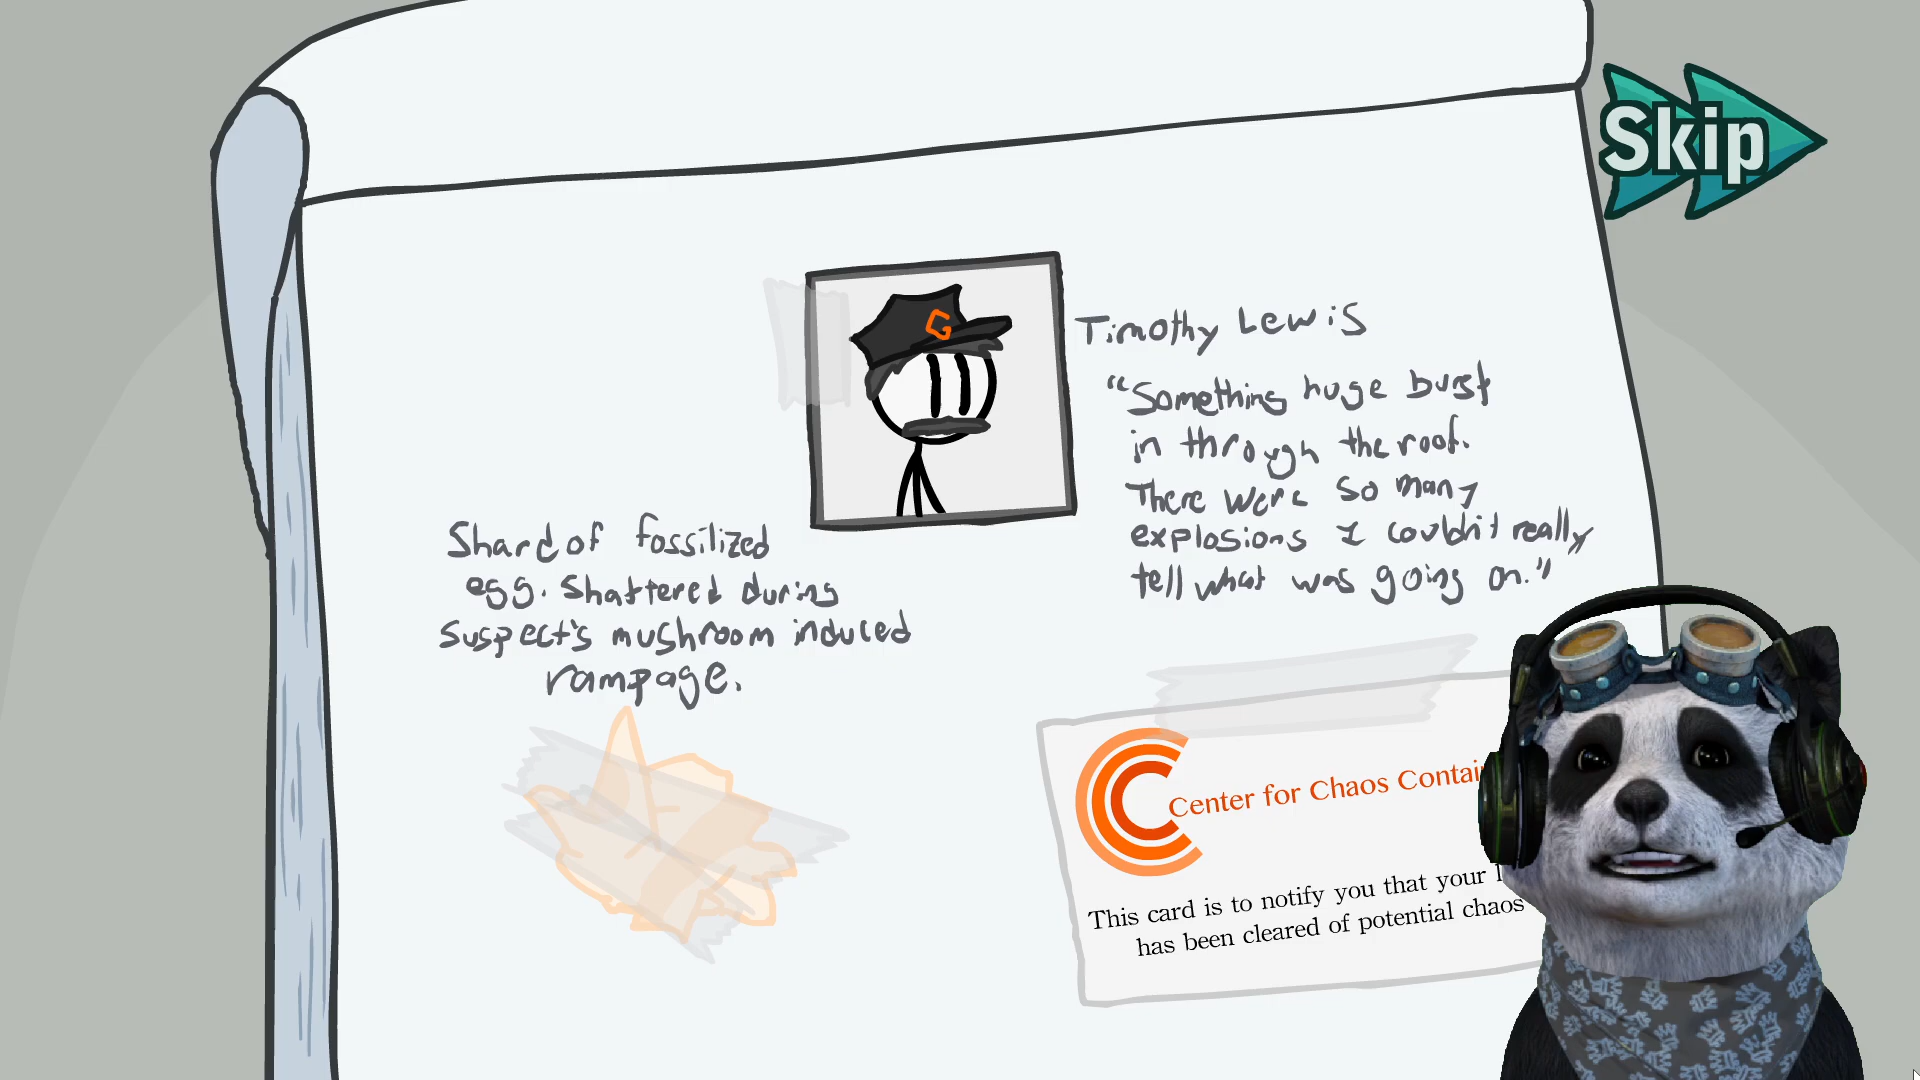 Skip
G
Timothy Lewis
"Something huge burst
in through the roof.
There were so many
explosions I couldn't really
tell what was going on."
Shard of fossilized
egg. Shattered during
suspect's mushroom induced
rampage.
Center for Chaos
This card is to notify you that your
has been cleared of potential chaos